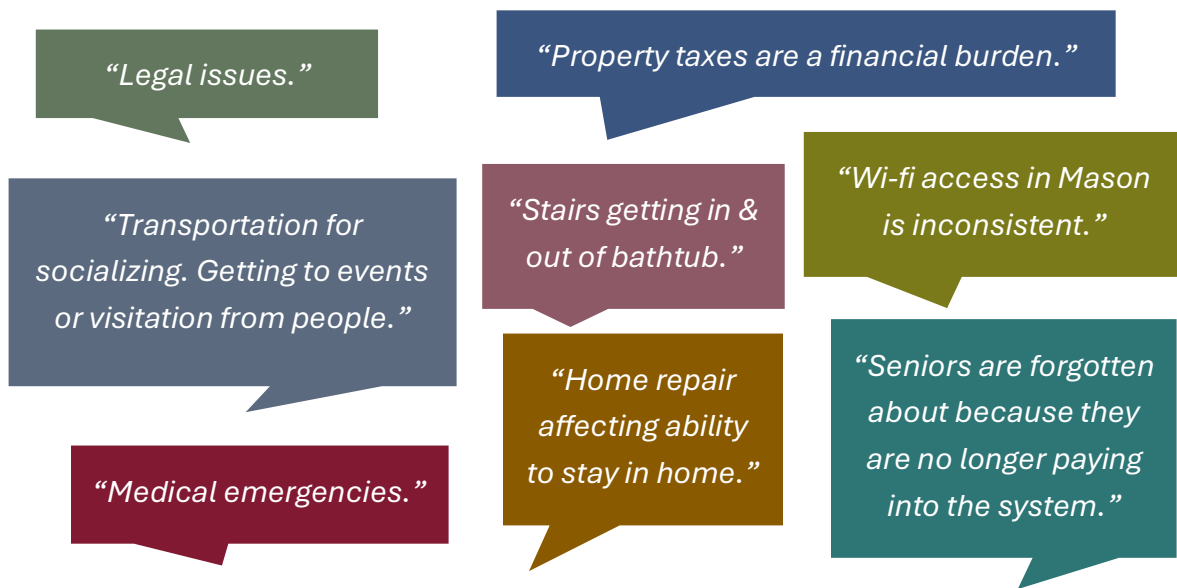 “Legal issues.”
“Property taxes are a financial burden.”
“Transportation for
socializing. Getting to events
or visitation from people.”
“Stairs getting in &
out of bathtub.”
“Wi-fi access in Mason
is inconsistent.”
“Medical emergencies.”
“Home repair
affecting ability
to stay in home.”
“Seniors are forgotten
about because they
are no longer paying
into the system.”